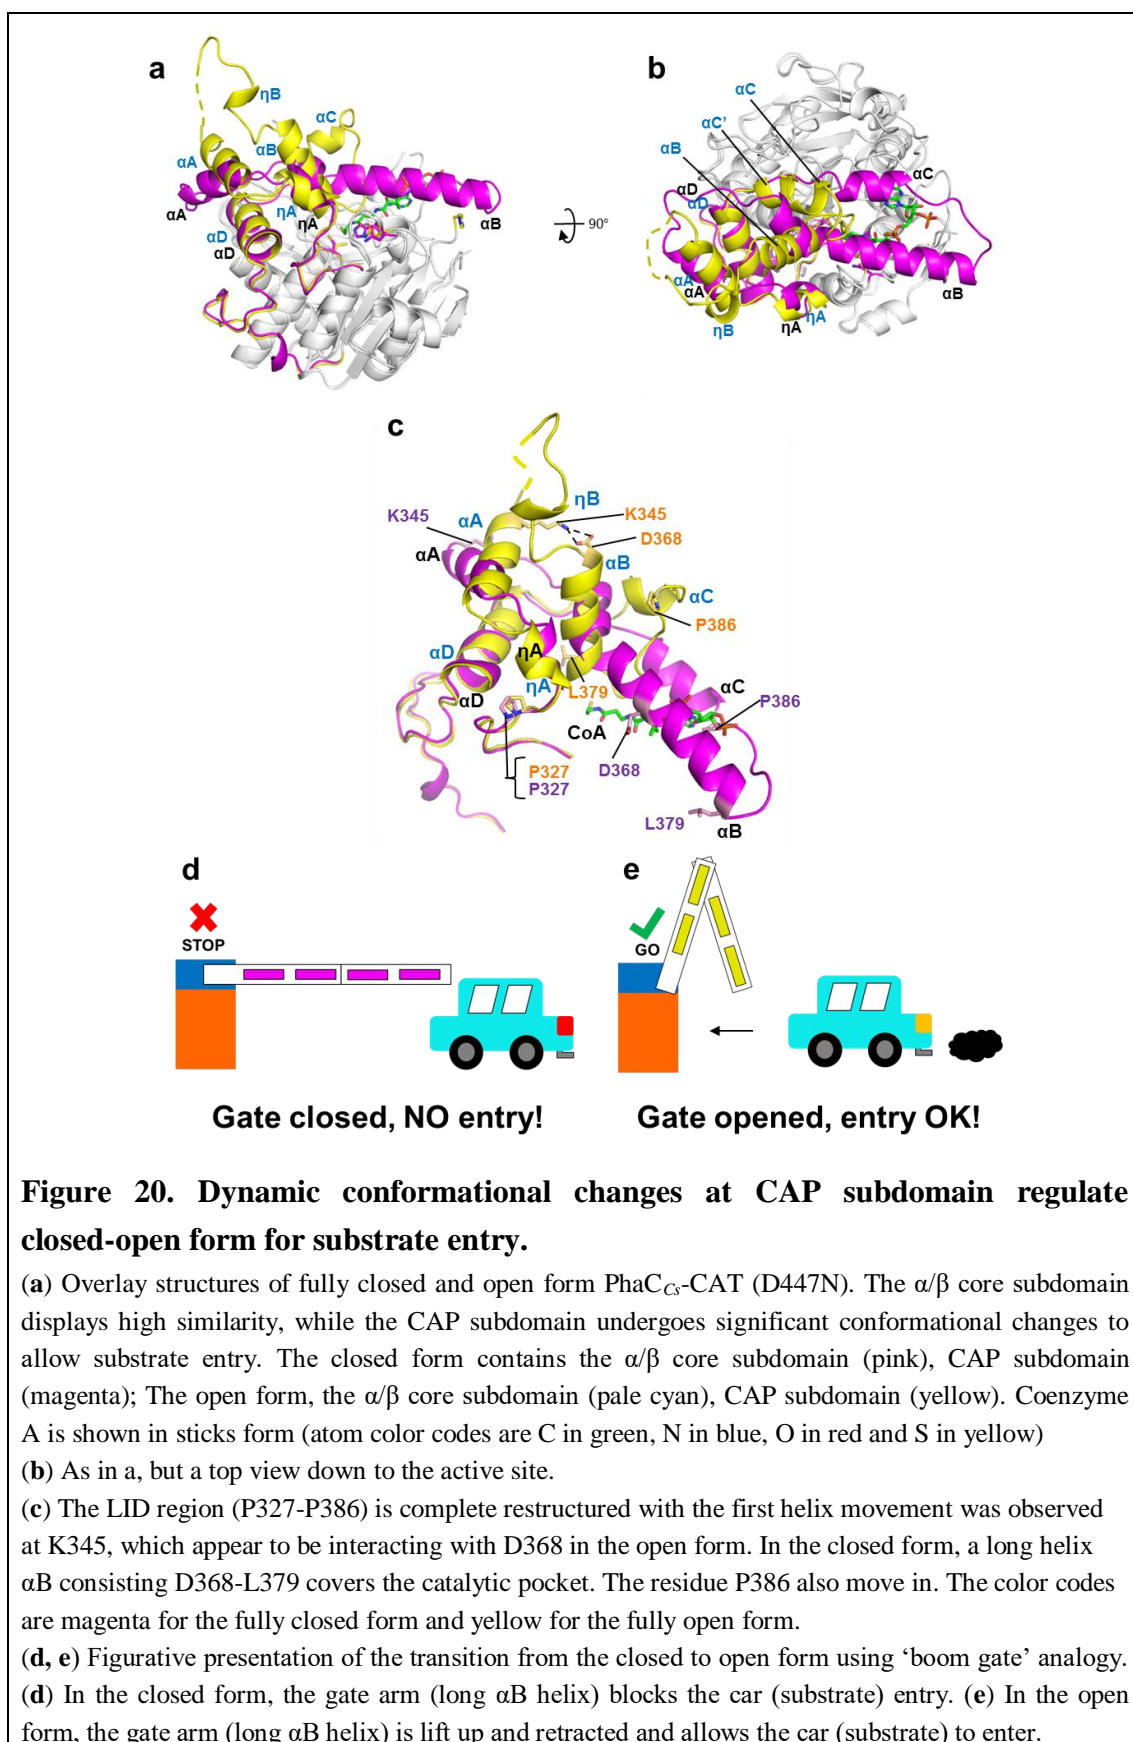 a
ηB
αC
αB
αA
αA
ηA
ηA
αB
αD
αD
90°
b
αC
αC'
αB
αC
αD
αD
αA
αA
αB
ηB
ηA
ηA
c
ηB
K345
K345
αA
D368
αA
αB
αC
P386
ηA
αD
ηA
L379
αD
αC
P386
CoA
D368
P327
P327
L379
αB
d
STOP
Gate closed, NO entry!
e
GO
Gate opened, entry OK!
Figure 20. Dynamic conformational changes at CAP subdomain regulate
closed-open form for substrate entry.
(a) Overlay structures of fully closed and open form PhaCCs-CAT (D447N). The α/β core subdomain
displays high similarity, while the CAP subdomain undergoes significant conformational changes to
allow substrate entry. The closed form contains the α/β core subdomain (pink), CAP subdomain
(magenta); The open form, the α/β core subdomain (pale cyan), CAP subdomain (yellow). Coenzyme
A is shown in sticks form (atom color codes are C in green, N in blue, O in red and S in yellow)
(b) As in a, but a top view down to the active site.
(c) The LID region (P327-P386) is complete restructured with the first helix movement was observed
at K345, which appear to be interacting with D368 in the open form. In the closed form, a long helix
αB consisting D368-L379 covers the catalytic pocket. The residue P386 also move in. The color codes
are magenta for the fully closed form and yellow for the fully open form.
(d, e) Figurative presentation of the transition from the closed to open form using ‘boom gate’ analogy.
(d) In the closed form, the gate arm (long αB helix) blocks the car (substrate) entry. (e) In the open
form, the gate arm (long αB helix) is lift up and retracted and allows the car (substrate) to enter.